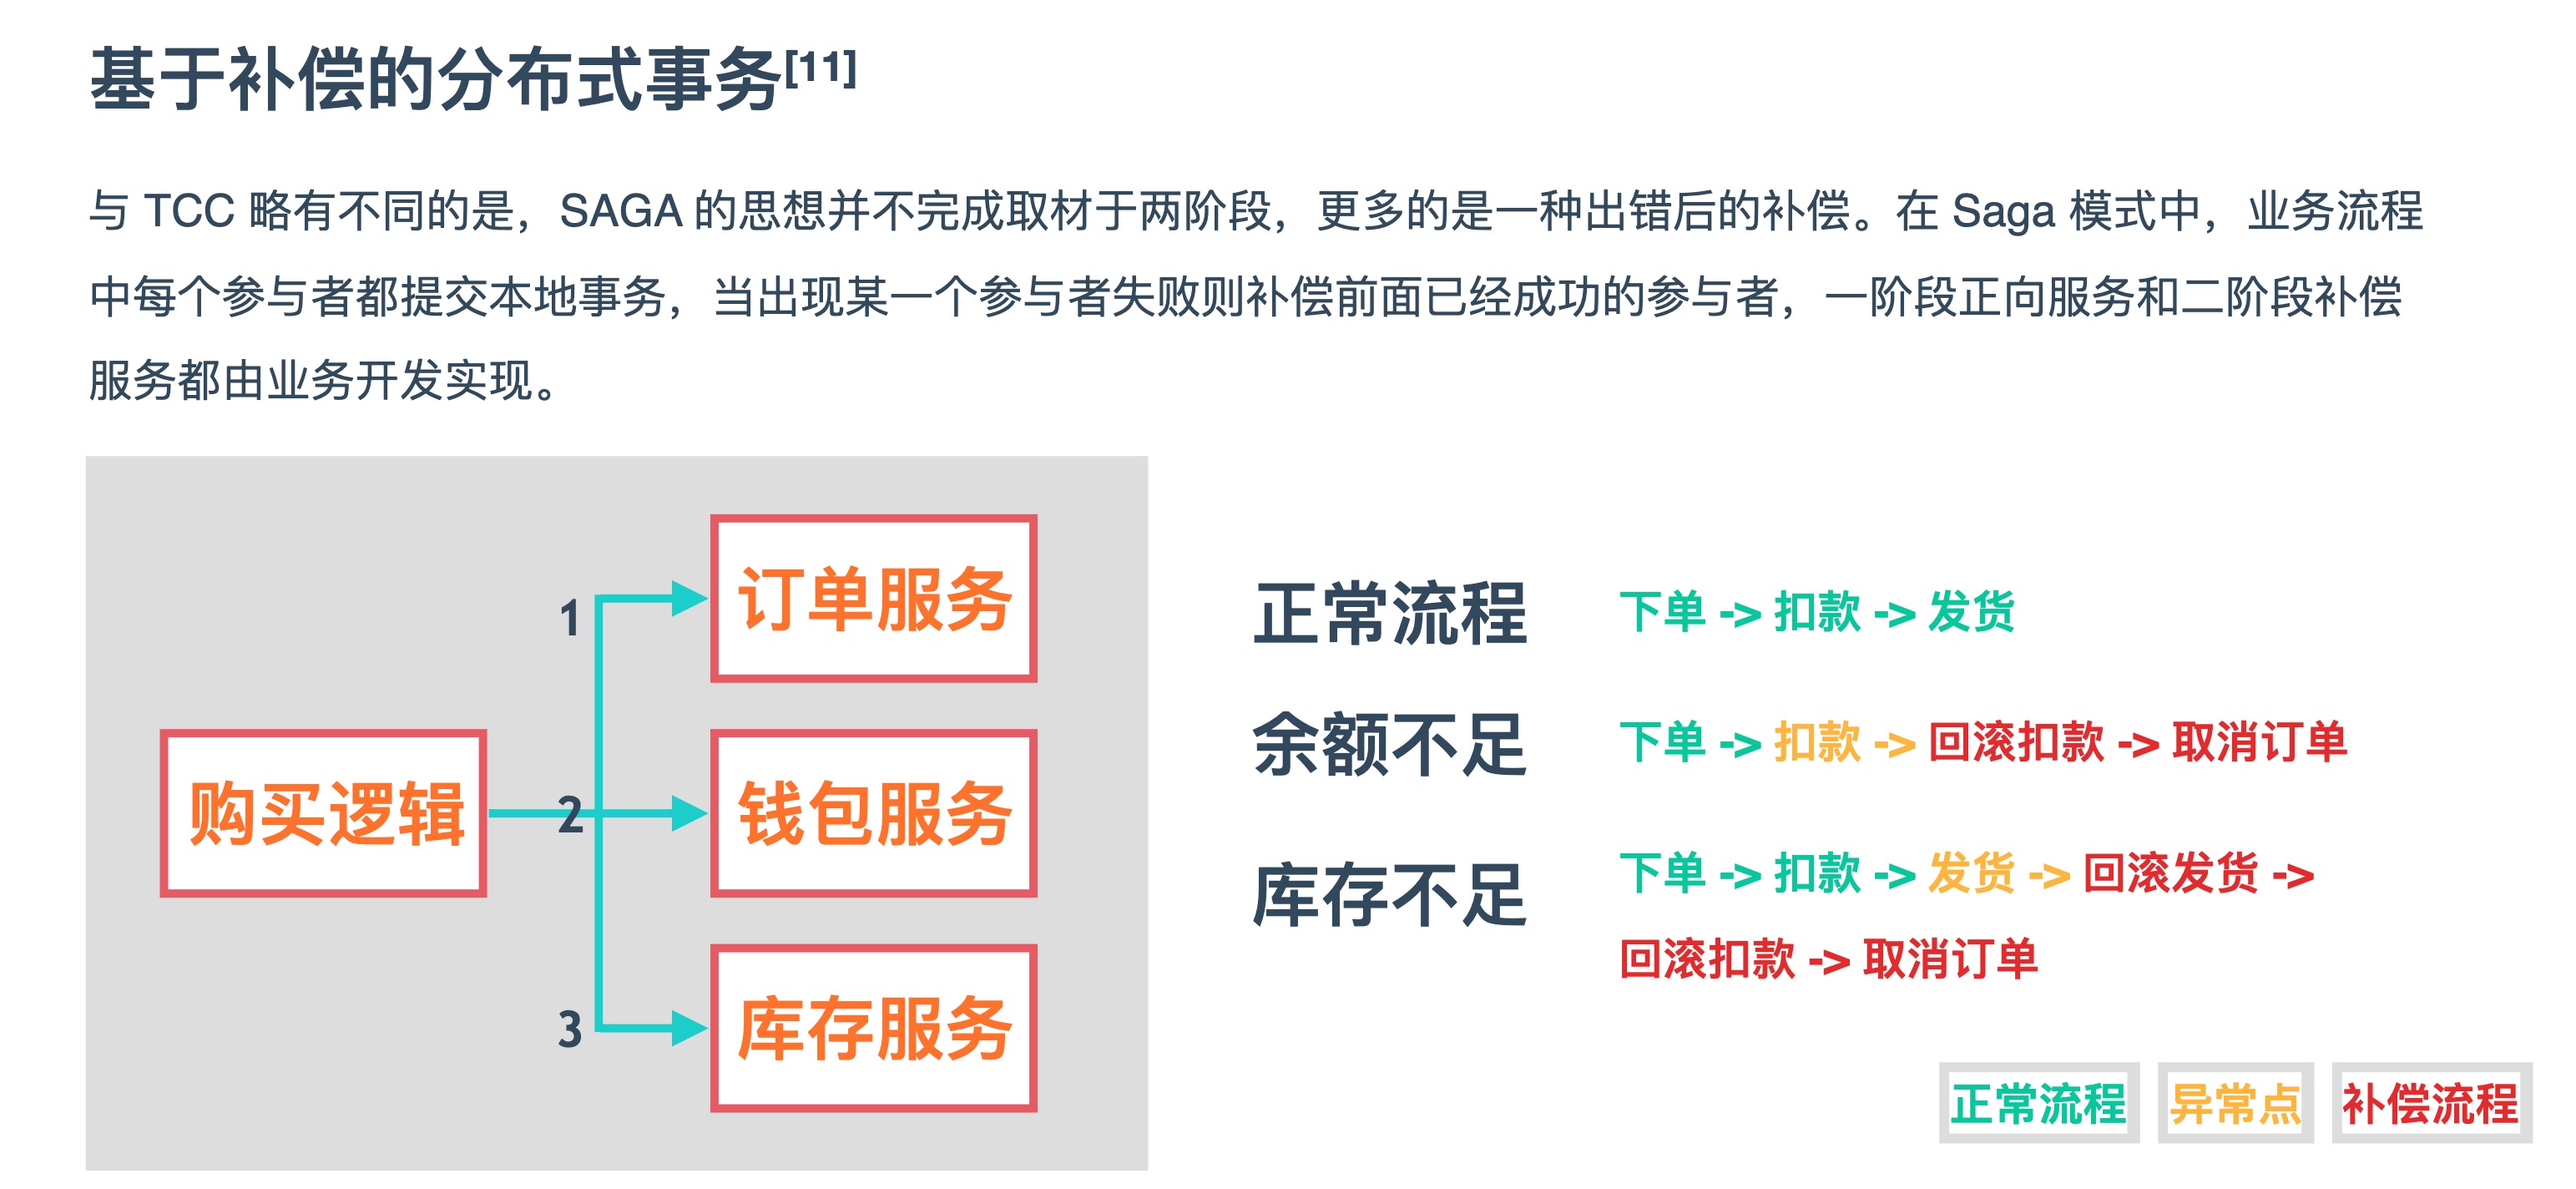 基于补偿的分布式事务[11]
与 TCC 略有不同的是，SAGA 的思想并不完成取材于两阶段，更多的是一种出错后的补偿。在 Saga 模式中，业务流程
中每个参与者都提交本地事务，当出现某一个参与者失败则补偿前面已经成功的参与者，一阶段正向服务和二阶段补偿
服务都由业务开发实现。
购买逻辑
1
订单服务
2
钱包服务
3
库存服务
正常流程
下单 -> 扣款 -> 发货
余额不足
下单 -> 扣款 -> 回滚扣款 -> 取消订单
库存不足
下单 -> 扣款 -> 发货 -> 回滚发货 ->
回滚扣款 -> 取消订单
正常流程
异常点
补偿流程